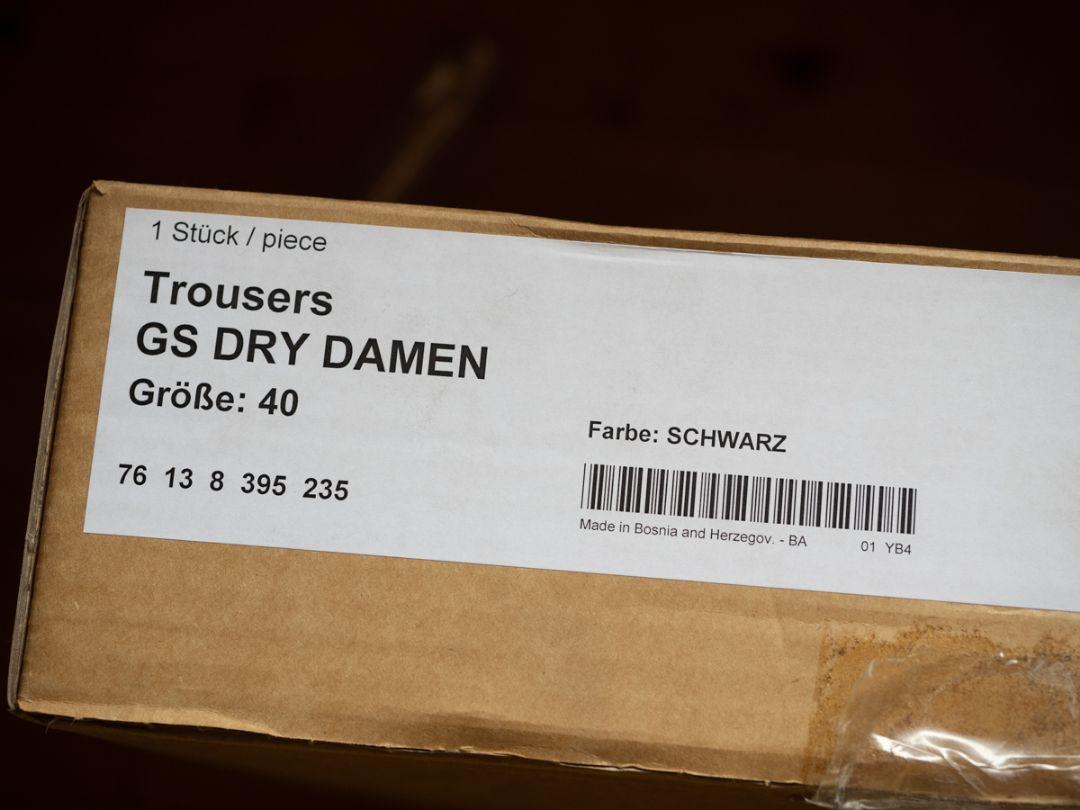 1 Stück / piece
Trousers
GS DRY DAMEN
Größe: 40
76 13 8 395 235
Farbe: SCHWARZ
Made in Bosnia and Herzegov. - BA 01 YB4